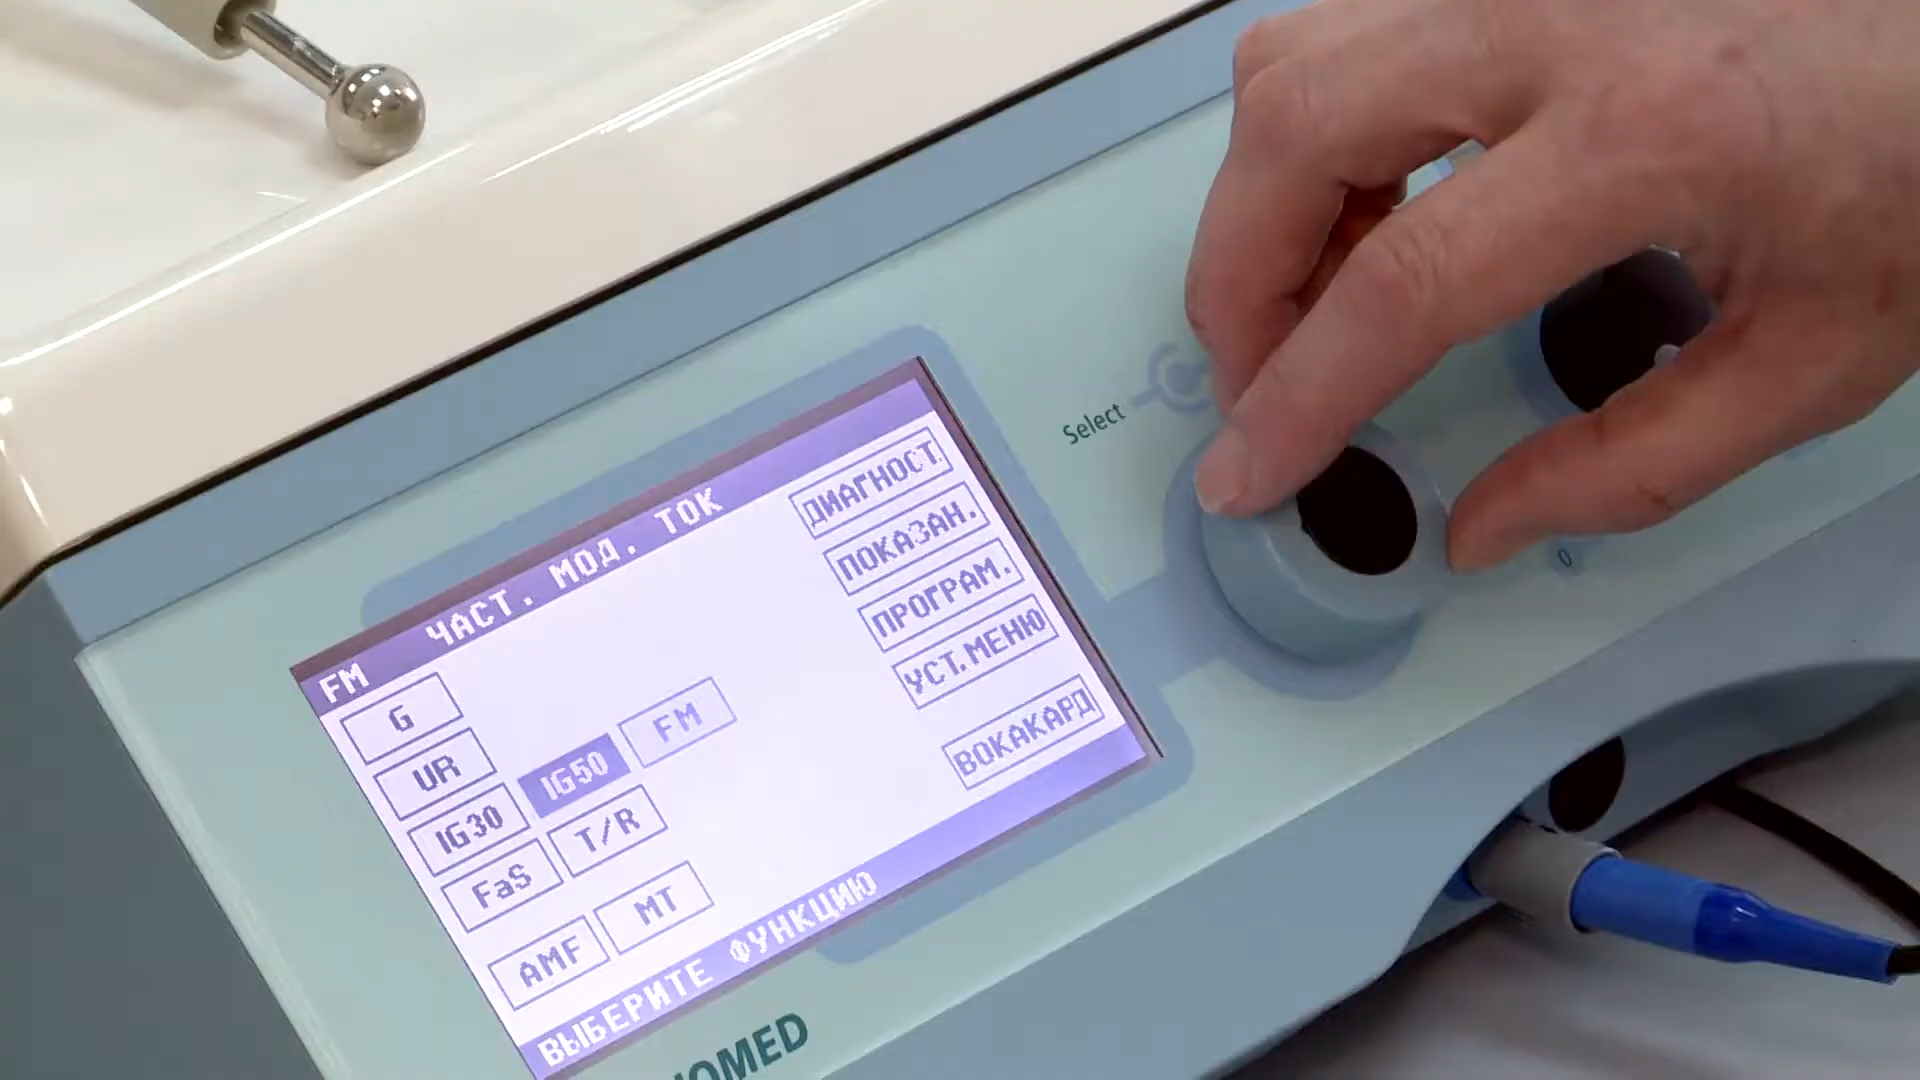 FM ЧАСТ. МОД. ТОК
G
UR
IG30
IG50
FM
FaS
T/R
AMF
MT
ДИАГНОСТ.
ПОКАЗАН.
ПРОГРАМ.
УСТ.МЕНЮ
ВОКАКАРД
ВЫБЕРИТЕ ФУНКЦИЮ
Select
0